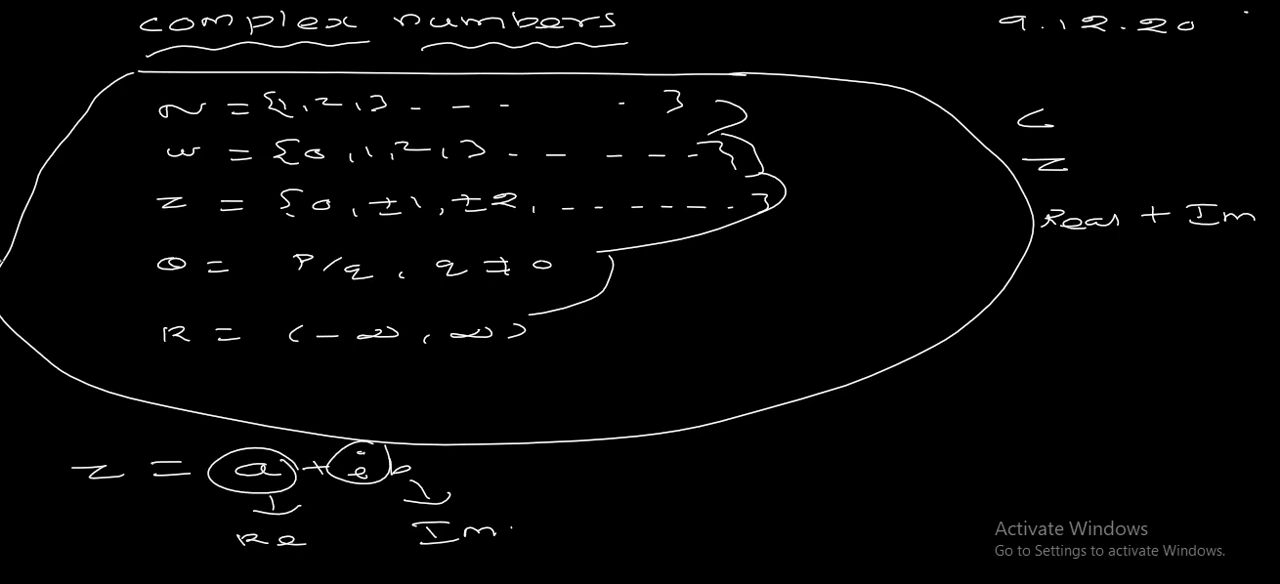 complex numbers
9.12.20
N = {1, 2, 3 - - - - }
W = {0, 1, 2, 3 - - - - - }
Z = {0, ±1, ±2, - - - - - - }
Q = P/q, q ≠ 0
R = (-∞, ∞)
C
Z
Real + Im
z = a + ib
Re
Im.
Activate Windows
Go to Settings to activate Windows.